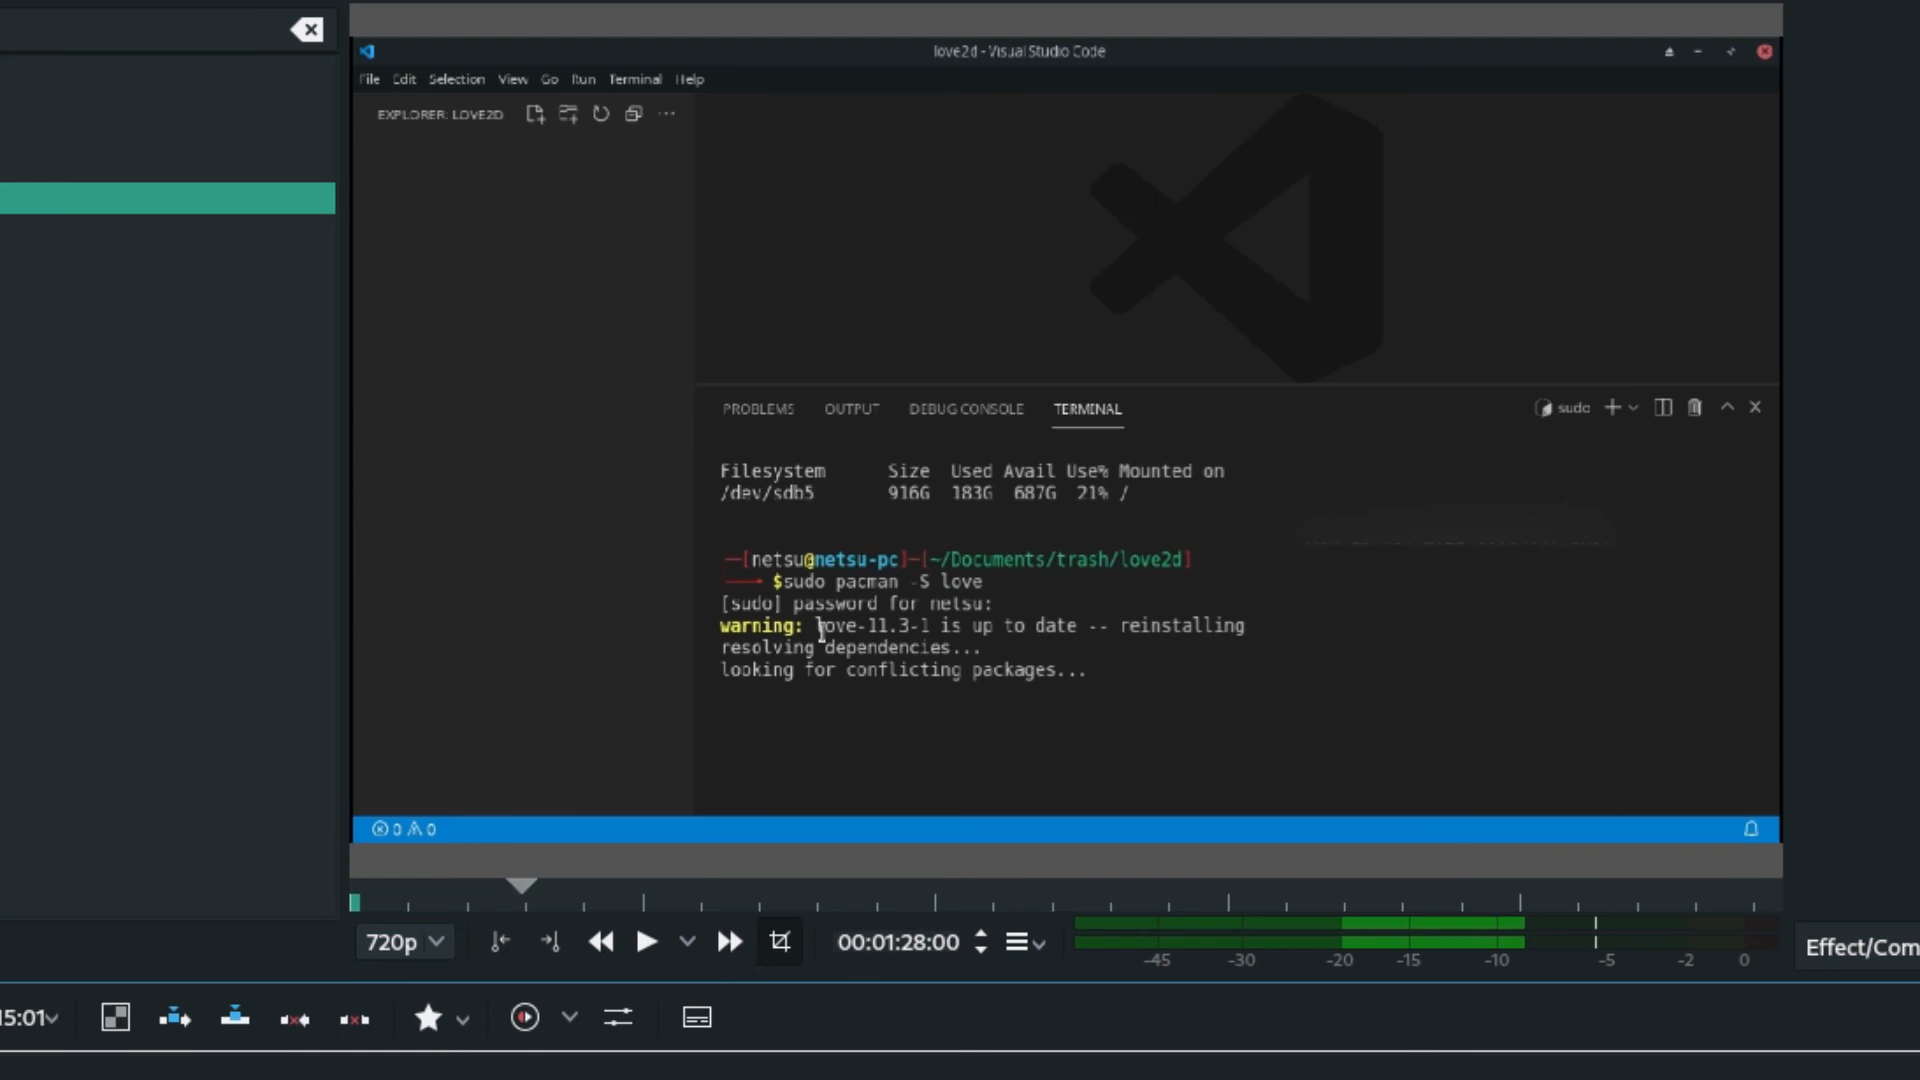 love2d - Visual Studio Code
File Edit Selection View Go Run Terminal Help
EXPLORER: LOVE2D
PROBLEMS OUTPUT DEBUG CONSOLE TERMINAL
sudo
Filesystem Size Used Avail Use% Mounted on
/dev/sdb5 916G 183G 687G 21% /
[netsu@netsu-pc]-[~/Documents/trash/love2d]
$sudo pacman -S love
[sudo] password for netsu:
warning: love-11.3-1 is up to date -- reinstalling
resolving dependencies...
looking for conflicting packages...
0 0
720p 00:01:28:00
-45 -30 -20 -15 -10 -5 -2 0
Effect/Com
15:01